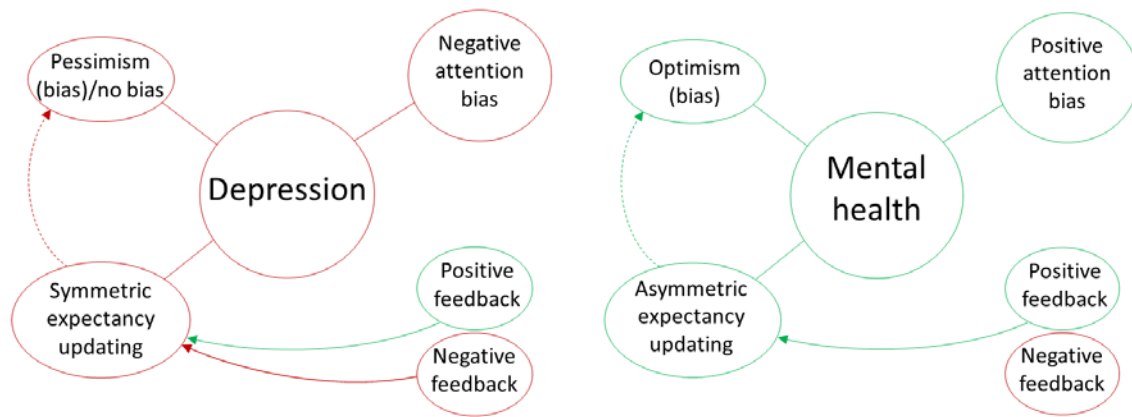 Pessimism
(bias)/no bias
Negative
attention
bias
Depression
Symmetric
expectancy
updating
Positive
feedback
Negative
feedback
Optimism
(bias)
Positive
attention
bias
Mental
health
Asymmetric
expectancy
updating
Positive
feedback
Negative
feedback